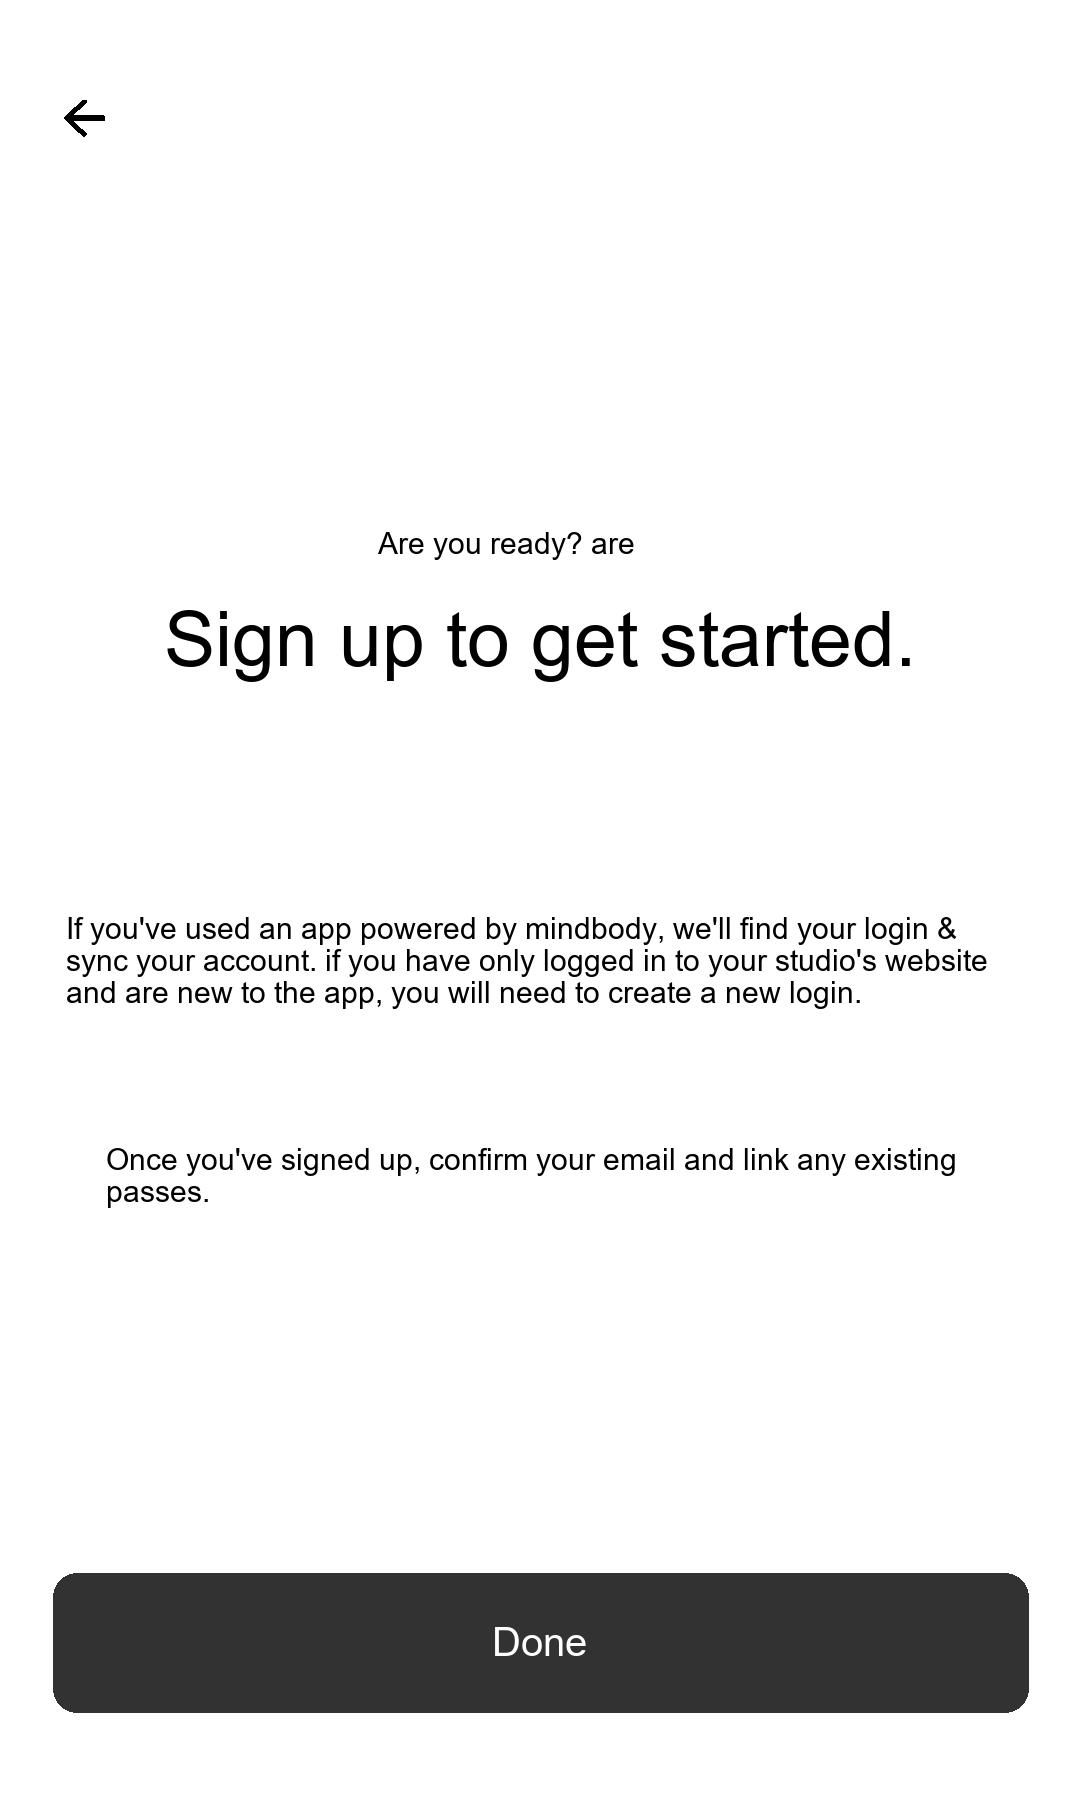 Are you ready? are
Sign up to get started.
If you've used an app powered by mindbody, we'll find your login &
sync your account. if you have only logged in to your studio's website
and are new to the app, you will need to create a new login.
Once you've signed up, confirm your email and link any existing
passes.
Done